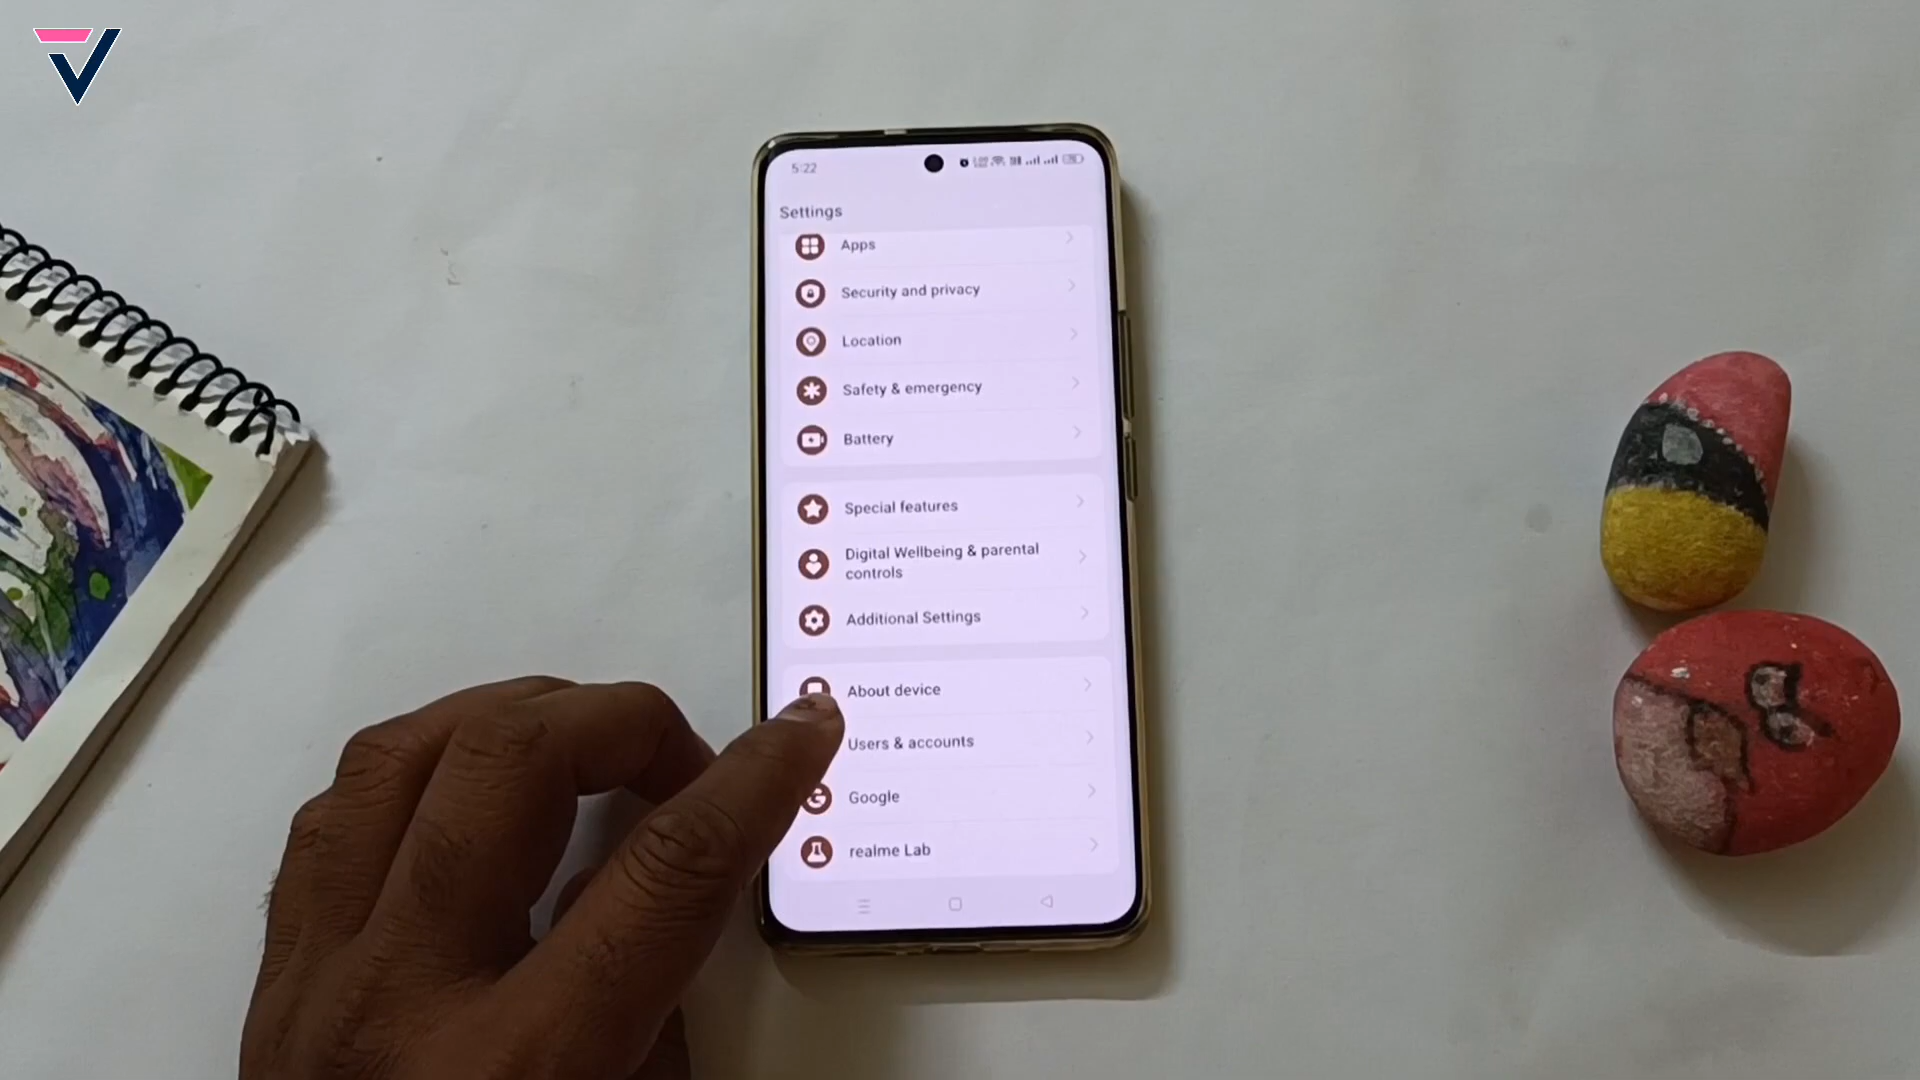 5:22
Settings
Apps
Security and privacy
Location
Safety & emergency
Battery
Special features
Digital Wellbeing & parental
controls
Additional Settings
About device
Users & accounts
Google
realme Lab